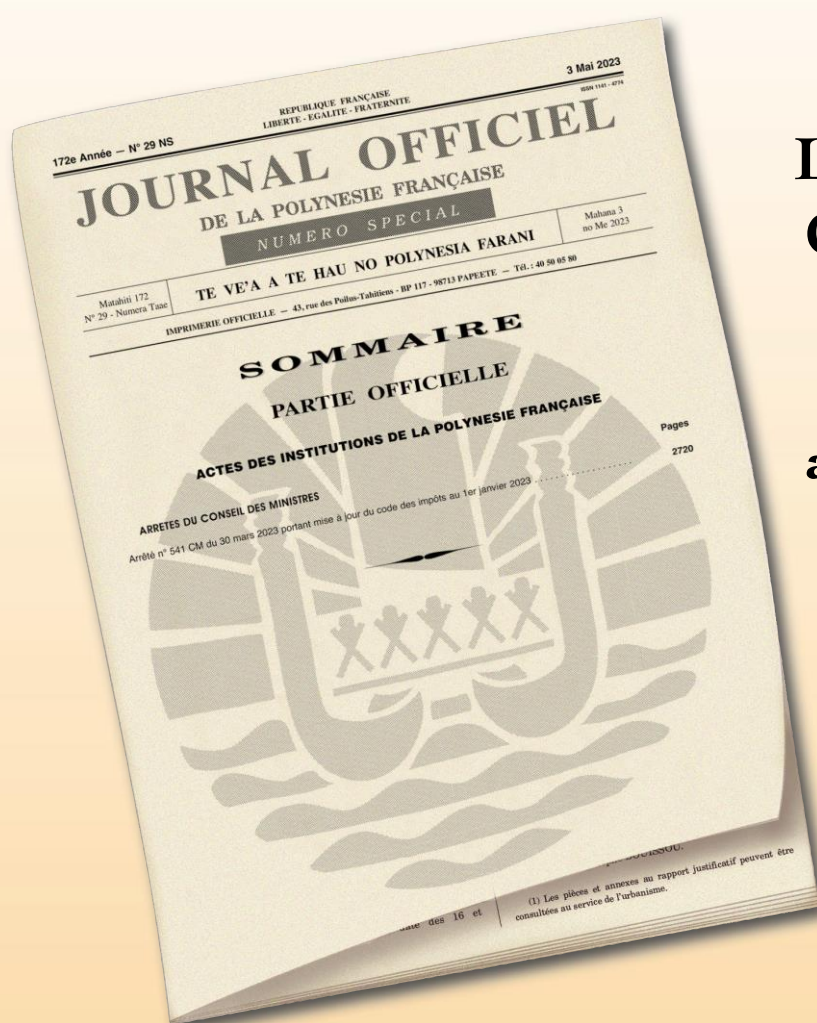 172e Année — N° 29 NS
REPUBLIQUE FRANÇAISE
LIBERTE - EGALITE - FRATERNITE
3 Mai 2023
ISSN 1141 - 4774
JOURNAL OFFICIEL
DE LA POLYNESIE FRANÇAISE
NUMERO SPECIAL
Matahiti 172
N° 29 - Numera Taae
TE VE'A A TE HAU NO POLYNESIA FARANI
Mahana 3
no Me 2023
IMPRIMERIE OFFICIELLE — 43, rue des Poilus-Tahitiens - BP 117 - 98713 PAPEETE — Tél. : 40 50 05 80
SOMMAIRE
PARTIE OFFICIELLE
ACTES DES INSTITUTIONS DE LA POLYNESIE FRANÇAISE
Pages
ARRETES DU CONSEIL DES MINISTRES
Arrêté n° 541 CM du 30 mars 2023 portant mise à jour du code des impôts au 1er janvier 2023 ........................ 2720
(1) Les pièces et annexes au rapport justificatif peuvent être
consultées au service de l'urbanisme.
des 16 et